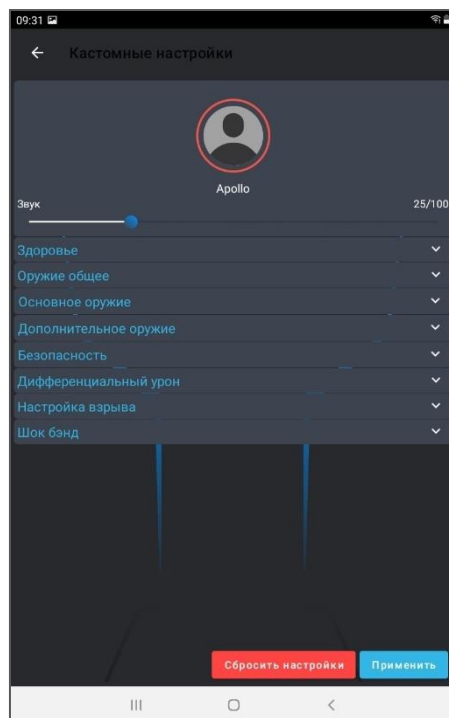 09:31
Кастомные настройки
Apollo
Звук 25/100
Здоровье
Оружие общее
Основное оружие
Дополнительное оружие
Безопасность
Дифференциальный урон
Настройка взрыва
Шок бэнд
Сбросить настройки Применить